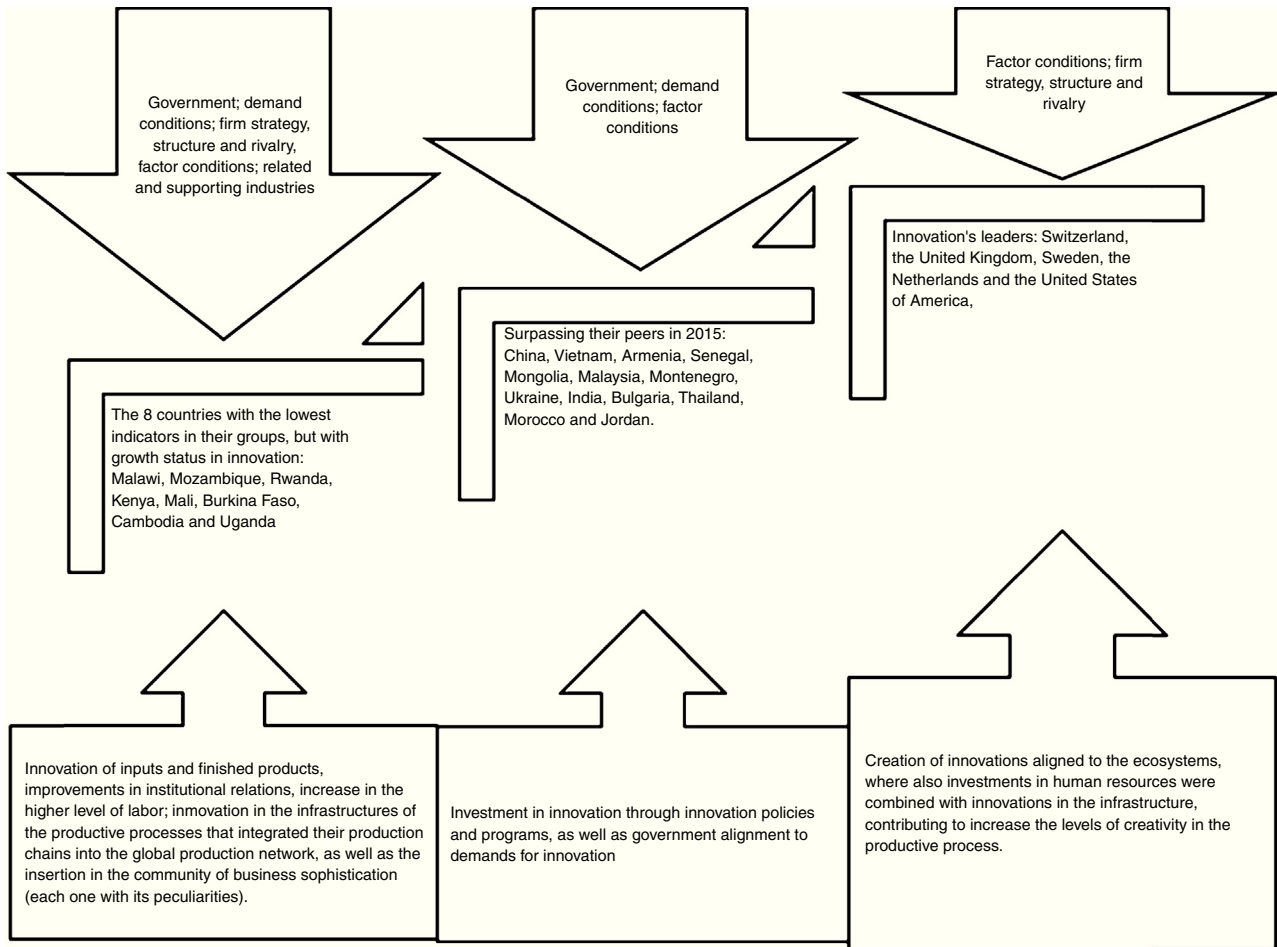 Government; demand
conditions; firm strategy,
structure and rivalry,
factor conditions; related
and supporting industries
Government; demand
conditions; factor
conditions
Factor conditions; firm
strategy, structure and
rivalry
The 8 countries with the lowest
indicators in their groups, but with
growth status in innovation:
Malawi, Mozambique, Rwanda,
Kenya, Mali, Burkina Faso,
Cambodia and Uganda
Surpassing their peers in 2015:
China, Vietnam, Armenia, Senegal,
Mongolia, Malaysia, Montenegro,
Ukraine, India, Bulgaria, Thailand,
Morocco and Jordan.
Innovation's leaders: Switzerland,
the United Kingdom, Sweden, the
Netherlands and the United States
of America,
Innovation of inputs and finished products,
improvements in institutional relations, increase in the
higher level of labor; inmovation in the infrastructures of
the productive processes that integrated their production
chains into the global production network, as well as the
insertion in the community of business sophistication
(each one with its peculiarities).
Investment in innovation through innovation policies
and programs, as well as government alignment to
demands for innovation
Creation of innovations aligned to the ecosystems,
where also investments in human resources were
combined with innovations in the infrastructure,
contributing to increase the levels of creativity in the
productive process.